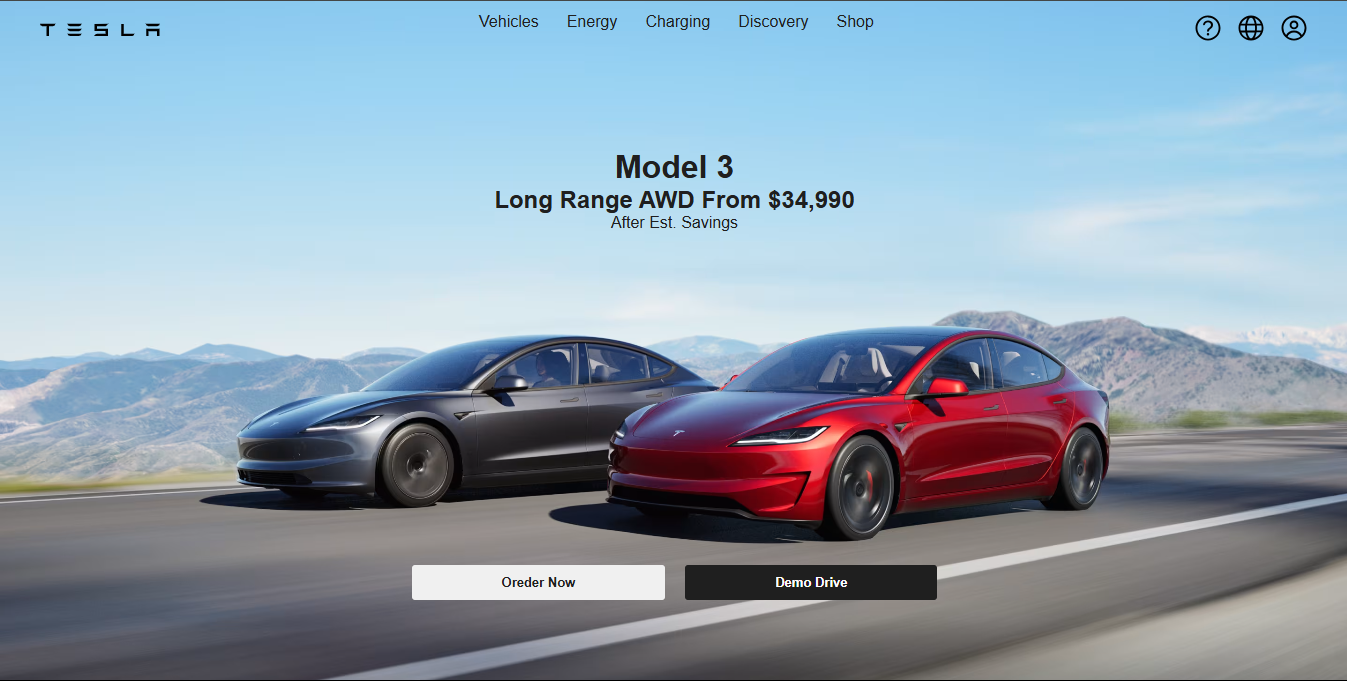 TESLA
Vehicles Energy Charging Discovery Shop
Model 3
Long Range AWD From $34,990
After Est. Savings
Oreder Now
Demo Drive